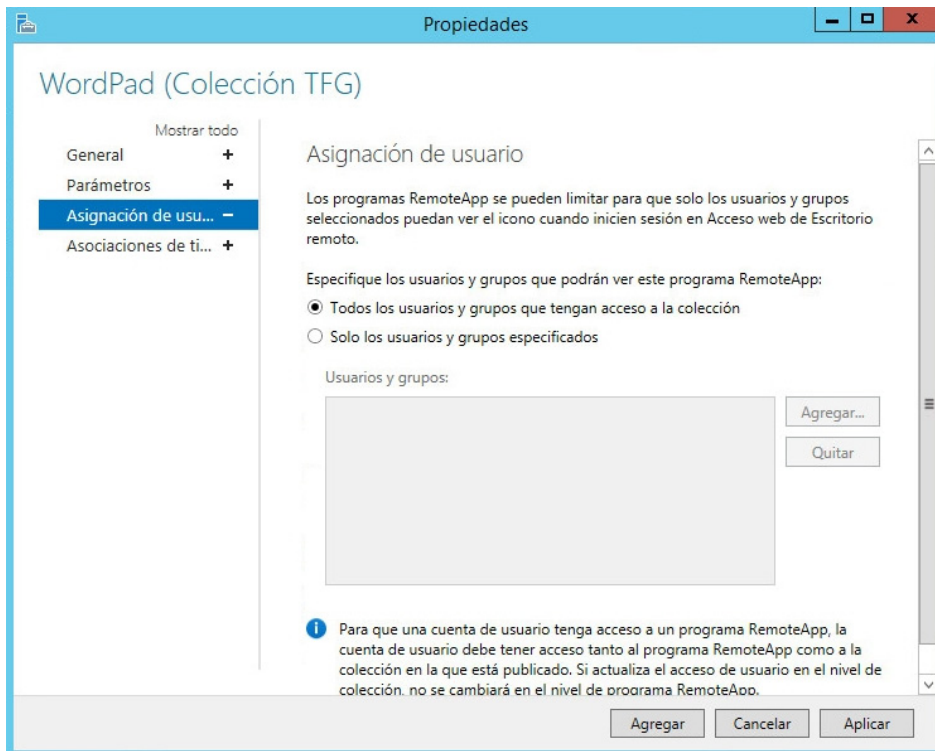 Propiedades
WordPad (Colección TFG)
Mostrar todo
General
Parámetros
Asignación de usu...
Asociaciones de ti...
Asignación de usuario
Los programas RemoteApp se pueden limitar para que solo los usuarios y grupos
seleccionados puedan ver el icono cuando inicien sesión en Acceso web de Escritorio
remoto.
Especifique los usuarios y grupos que podrán ver este programa RemoteApp:
Todos los usuarios y grupos que tengan acceso a la colección
Solo los usuarios y grupos especificados
Usuarios y grupos:
Agregar...
Quitar
Para que una cuenta de usuario tenga acceso a un programa RemoteApp, la
cuenta de usuario debe tener acceso tanto al programa RemoteApp como a la
colección en la que está publicado. Si actualiza el acceso de usuario en el nivel de
colección, no se cambiará en el nivel de programa RemoteApp.
Agregar
Cancelar
Aplicar